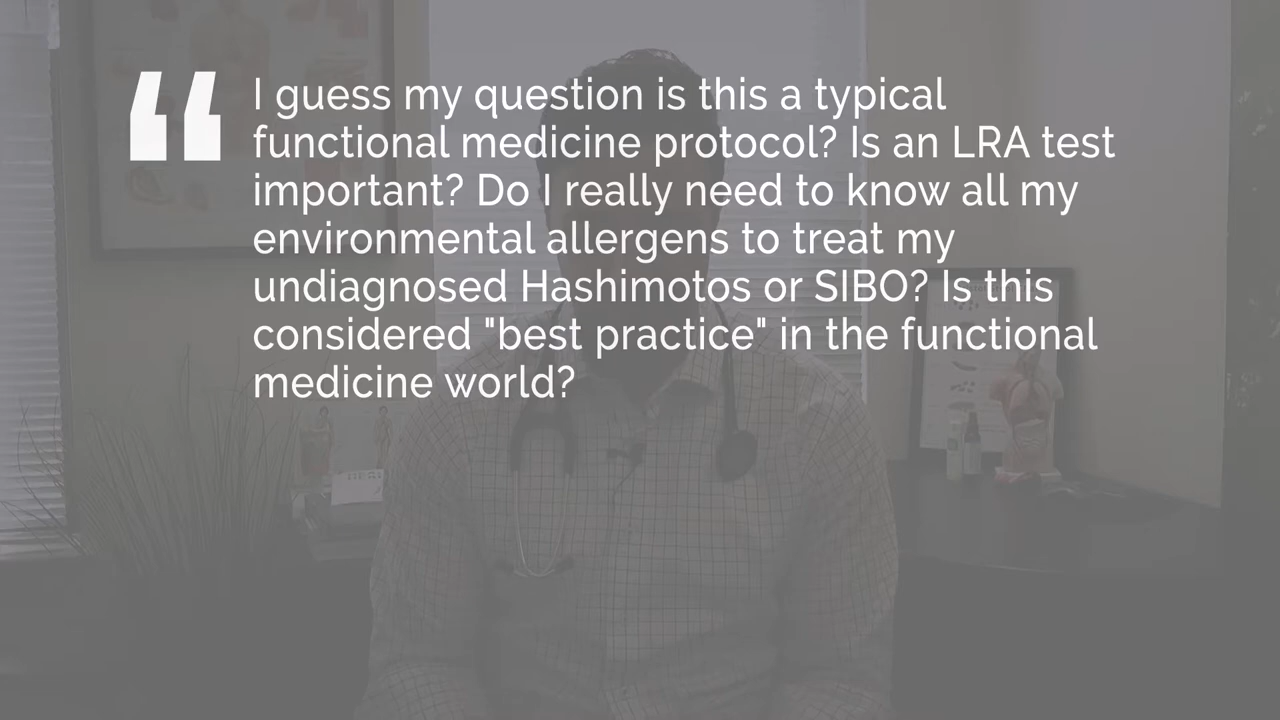 “ I guess my question is this a typical
functional medicine protocol? Is an LRA test
important? Do I really need to know all my
environmental allergens to treat my
undiagnosed Hashimotos or SIBO? Is this
considered "best practice" in the functional
medicine world?